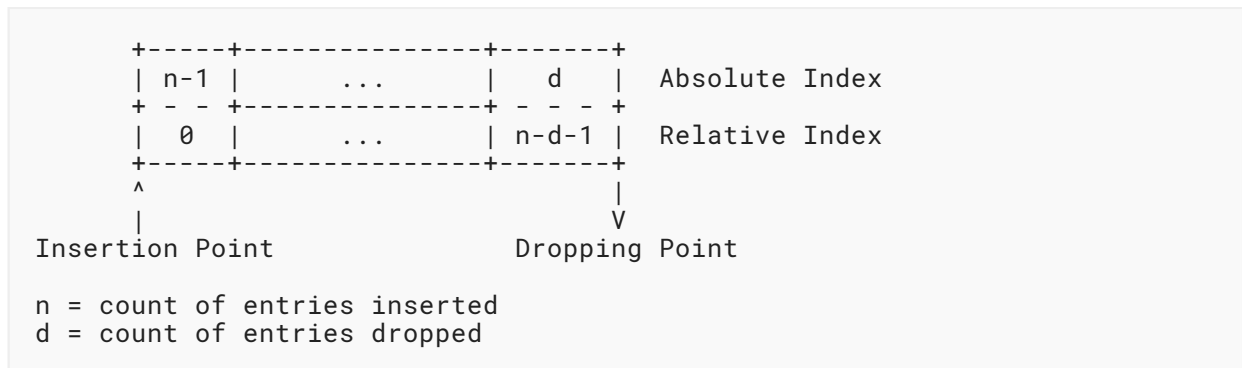 +-----+---------------+-------+
      | n-1 |      ...      |   d   |  Absolute Index
      + - - +---------------+ - - - +
      |  0  |      ...      | n-d-1 |  Relative Index
      +-----+---------------+-------+
      ^                             |
      |                             V
Insertion Point               Dropping Point

n = count of entries inserted
d = count of entries dropped